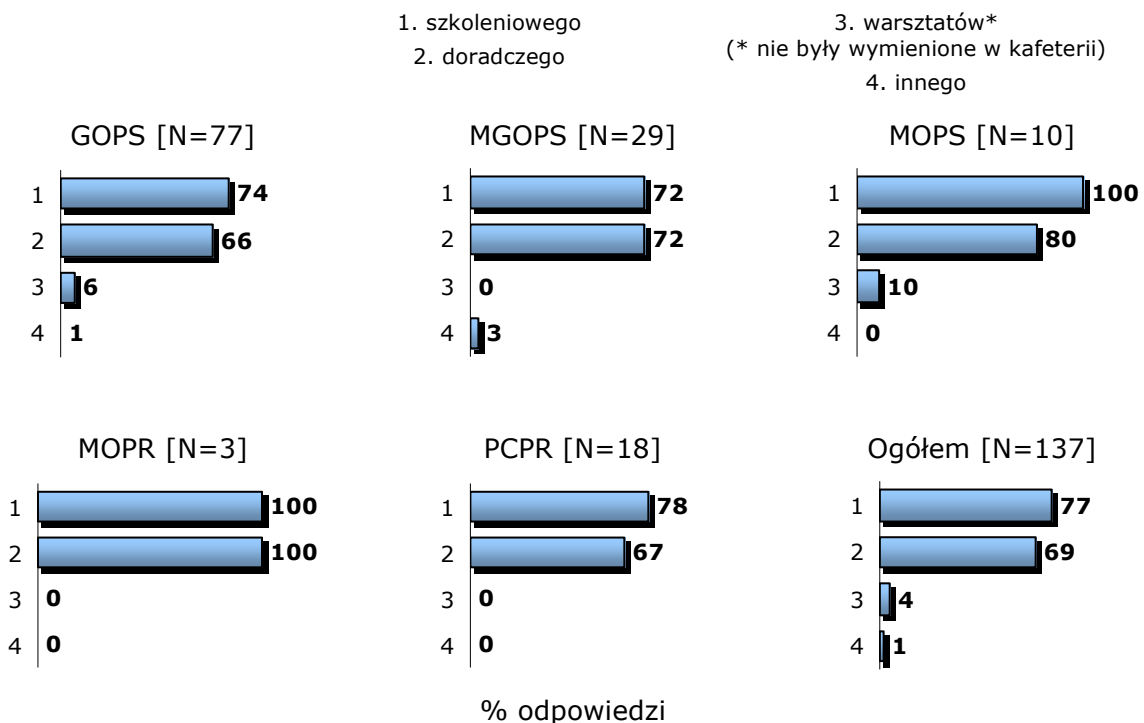 1. szkoleniowego
2. doradczego
3. warsztatów*
(* nie były wymienione w kafeterii)
4. innego
GOPS [N=77]
1 74
2 66
3 6
4 1
MGOPS [N=29]
1 72
2 72
3 0
4 3
MOPS [N=10]
1 100
2 80
3 10
4 0
MOPR [N=3]
1 100
2 100
3 0
4 0
PCPR [N=18]
1 78
2 67
3 0
4 0
Ogółem [N=137]
1 77
2 69
3 4
4 1
% odpowiedzi